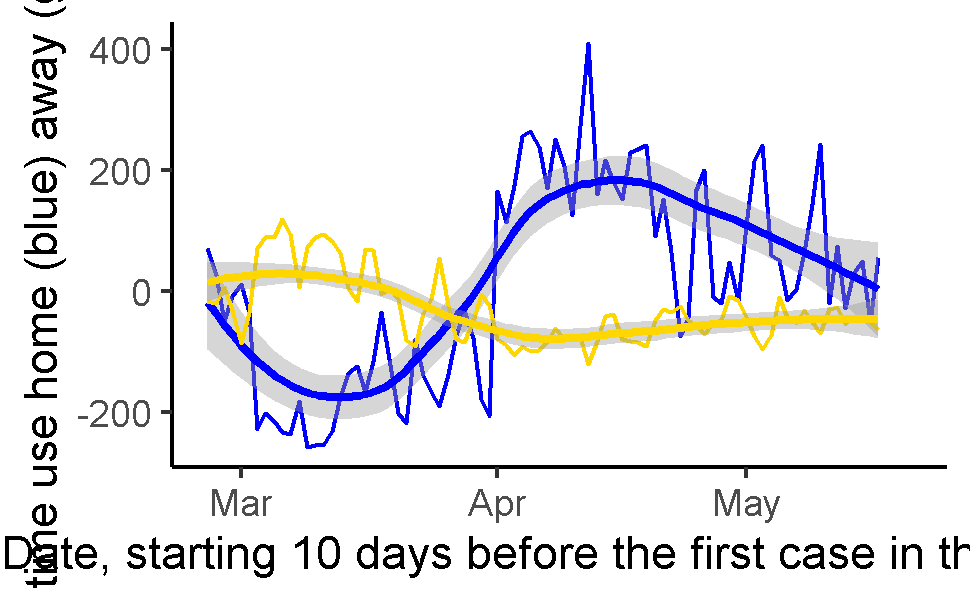 time use home (blue) away (
400
200
0
-200
Mar Apr May
Date, starting 10 days before the first case in th